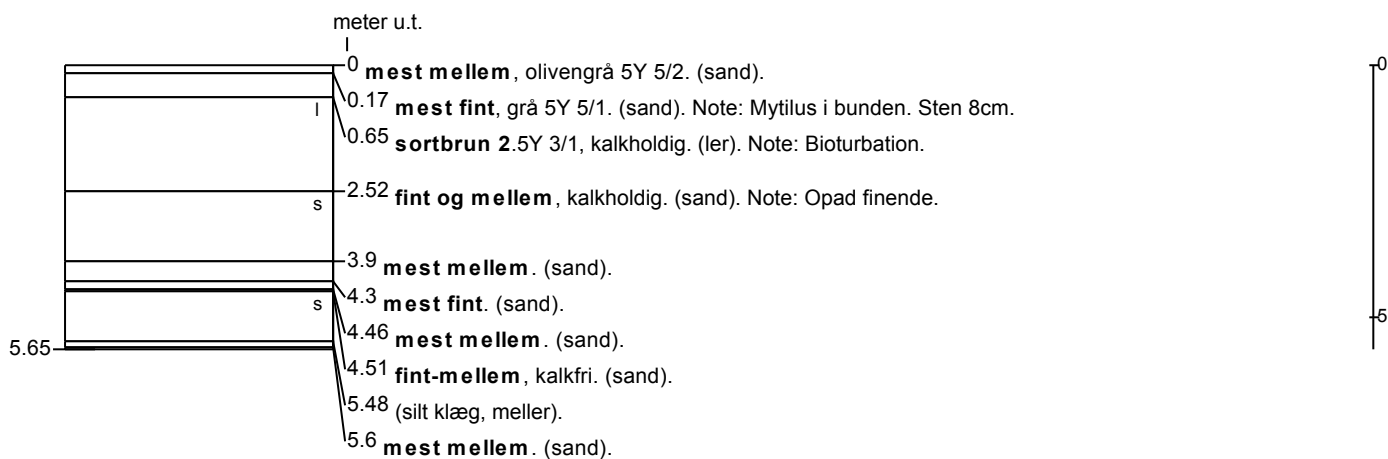 meter u.t.
0 mest mellem, olivengrå 5Y 5/2. (sand). 0
0.17 mest fint, grå 5Y 5/1. (sand). Note: Mytilus i bunden. Sten 8cm.
l
0.65 sortbrun 2.5Y 3/1, kalkholdig. (ler). Note: Bioturbation.
2.52 fint og mellem, kalkholdig. (sand). Note: Opad finende.
s
3.9 mest mellem. (sand).
4.3 mest fint. (sand).
s
5
4.46 mest mellem. (sand).
5.65
4.51 fint-mellem, kalkfri. (sand).
5.48 (silt klæg, meller).
5.6 mest mellem. (sand).